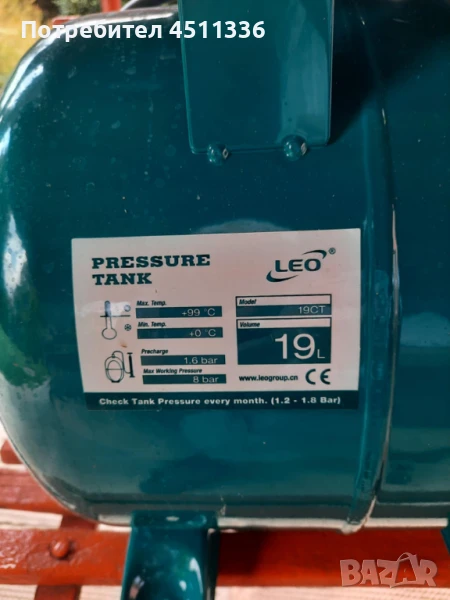 Потребител 4511336
PRESSURE TANK
LEO®
Max. Temp.
+99 °C
Min. Temp.
+0 °C
Precharge
1.6 bar
Max Working Pressure
8 bar
Model
19CT
Volume
19L
www.leogroup.cn CE
Check Tank Pressure every month. (1.2 - 1.8 Bar)
BAZAR